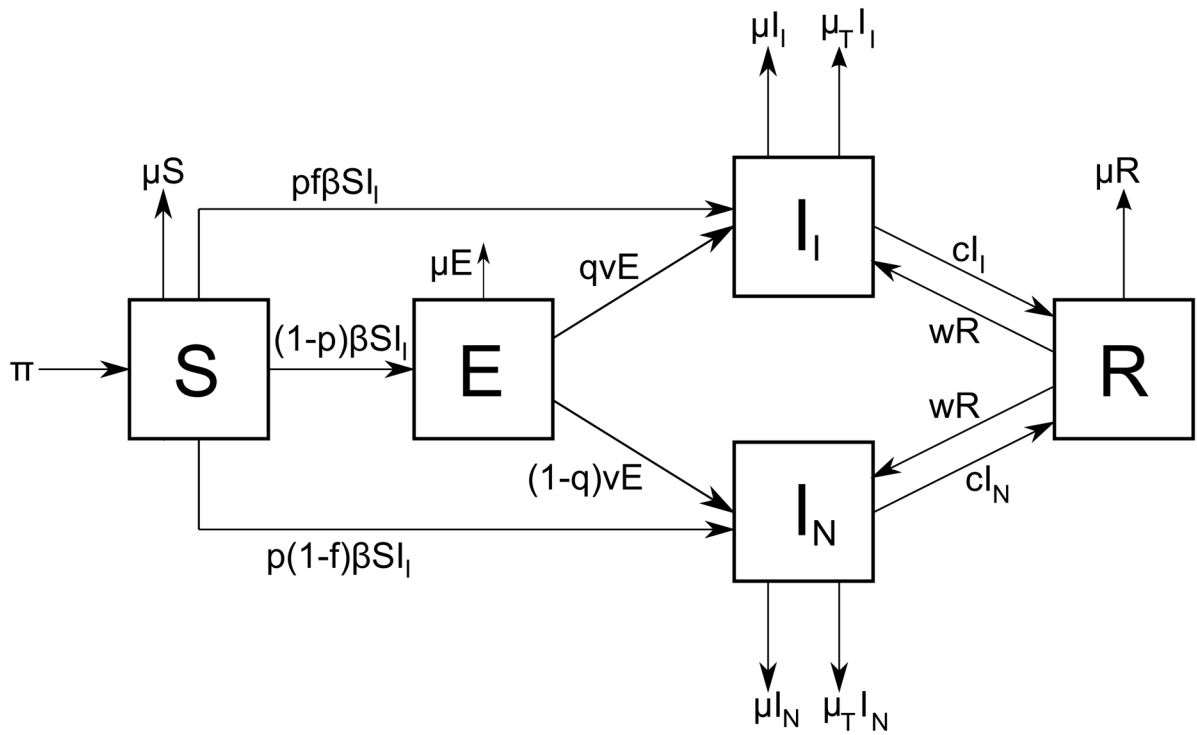 μI_I
μ_T I_I
μS
pfβSI_I
μR
I_I
cI_I
μE
qvE
(1-p)βSI_I
wR
π
S
E
R
wR
(1-q)vE
cI_N
I_N
p(1-f)βSI_I
μI_N
μ_T I_N